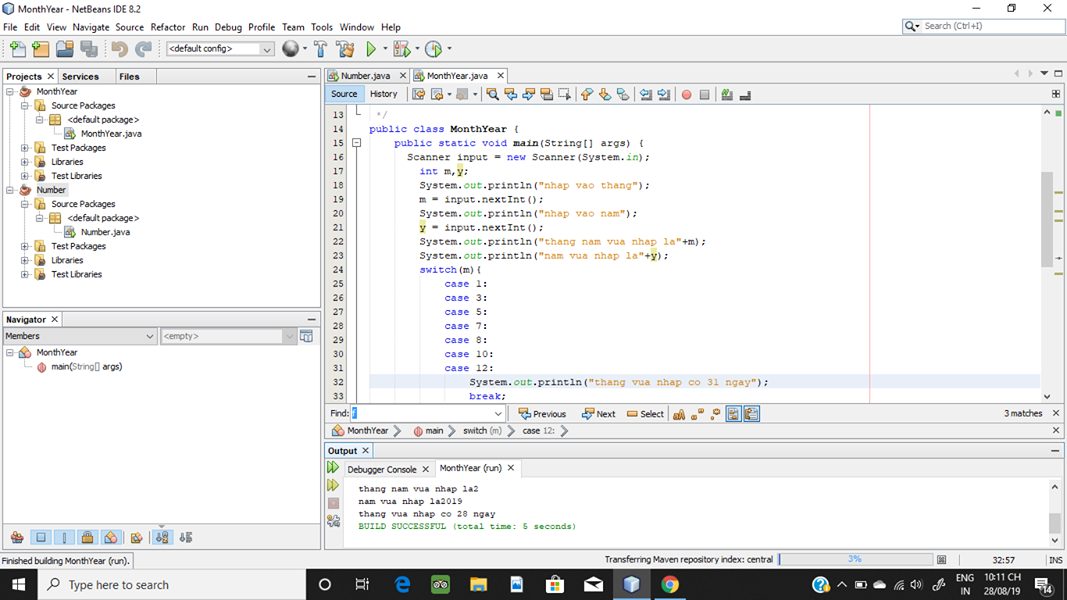 MonthYear - NetBeans IDE 8.2
File Edit View Navigate Source Refactor Run Debug Profile Team Tools Window Help
Search (Ctrl+I)
<default config>
Projects Services Files
MonthYear
Source Packages
<default package>
MonthYear.java
Test Packages
Libraries
Test Libraries
Number
Source Packages
<default package>
Number.java
Test Packages
Libraries
Test Libraries
Navigator
Members
<empty>
MonthYear
main(String[] args)
Finished building MonthYear (run).
Number.java MonthYear.java
Source History
13 */
14 public class MonthYear {
15 public static void main(String[] args) {
16 Scanner input = new Scanner(System.in);
17 int m,y;
18 System.out.println("nhap vao thang");
19 m = input.nextInt();
20 System.out.println("nhap vao nam");
21 y = input.nextInt();
22 System.out.println("thang nam vua nhap la"+m);
23 System.out.println("nam vua nhap la"+y);
24 switch(m){
25 case 1:
26 case 3:
27 case 5:
28 case 7:
29 case 8:
30 case 10:
31 case 12:
32 System.out.println("thang vua nhap co 31 ngay");
33 break;
Find: f Previous Next Select aA 3 matches
MonthYear main switch (m) case 12:
Output
Debugger Console MonthYear (run)
thang nam vua nhap la2
nam vua nhap la2019
thang vua nhap co 28 ngay
BUILD SUCCESSFUL (total time: 5 seconds)
Transferring Maven repository index: central 3% 32:57 INS
Type here to search
ENG 10:11 CH
IN 28/08/19
14